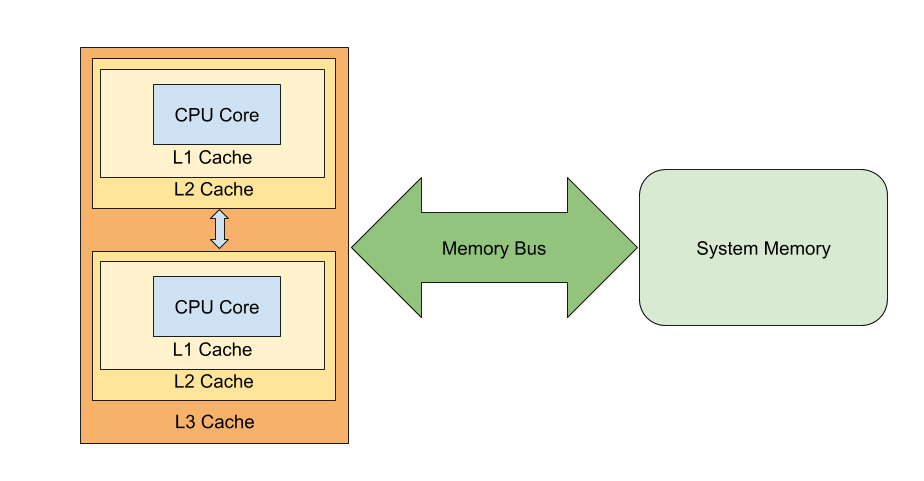 CPU Core
L1 Cache
L2 Cache
CPU Core
L1 Cache
L2 Cache
L3 Cache
Memory Bus
System Memory